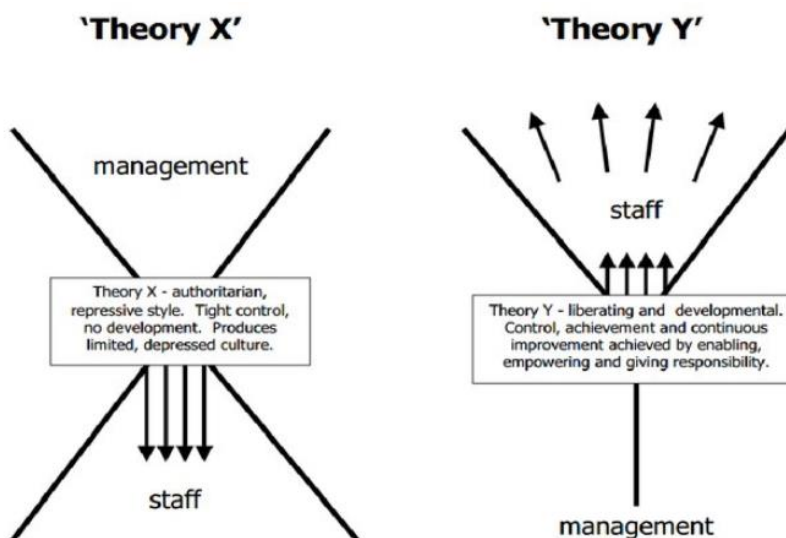 'Theory X'
management
Theory X - authoritarian,
repressive style. Tight control,
no development. Produces
limited, depressed culture.
staff
'Theory Y'
staff
Theory Y - liberating and developmental.
Control, achievement and continuous
improvement achieved by enabling,
empowering and giving responsibility.
management